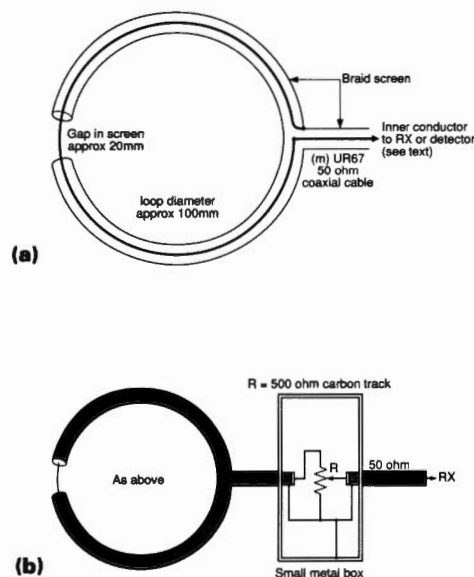 Braid screen
Gap in screen
approx 20mm
Inner conductor
to RX or detector
(see text)
(m) UR67
50 ohm
coaxial cable
loop diameter
approx 100mm
(a)
R = 500 ohm carbon track
As above
R
50 ohm
RX
Small metal box
(b)